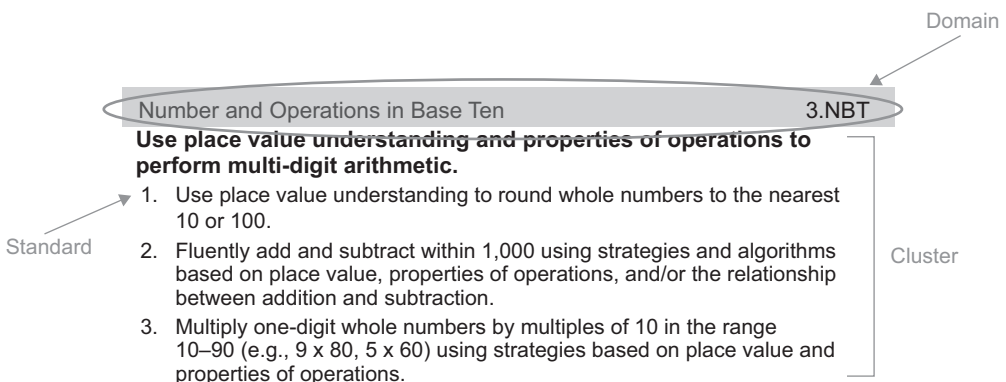 Domain
Number and Operations in Base Ten 3.NBT
Use place value understanding and properties of operations to
perform multi-digit arithmetic.
1. Use place value understanding to round whole numbers to the nearest
10 or 100.
Standard
2. Fluently add and subtract within 1,000 using strategies and algorithms
based on place value, properties of operations, and/or the relationship
between addition and subtraction.
Cluster
3. Multiply one-digit whole numbers by multiples of 10 in the range
10–90 (e.g., 9 x 80, 5 x 60) using strategies based on place value and
properties of operations.